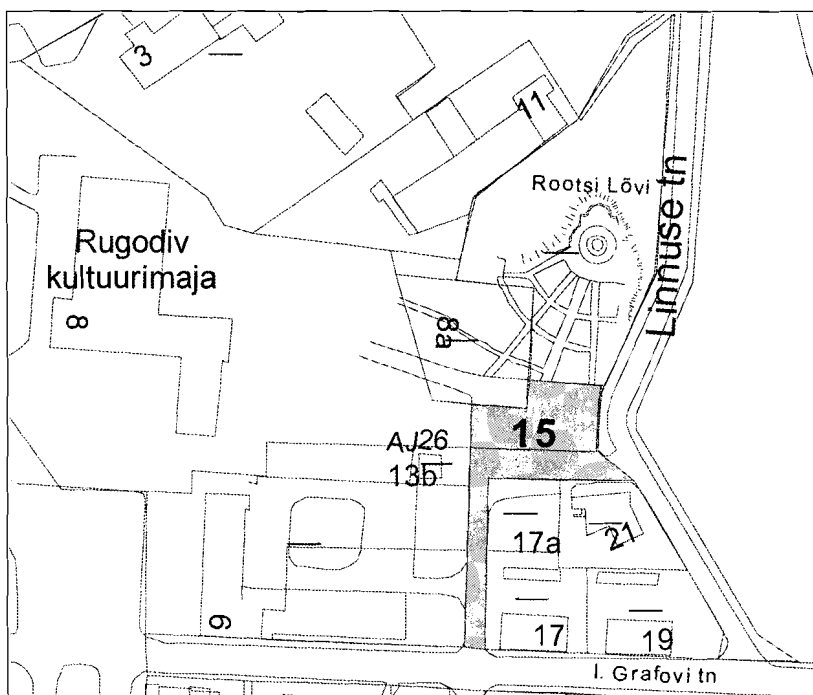 3
11
Rootsi Lõvi
Linnuse tn
Rugodiv
kultuurimaja
8
8a
15
AJ26
13b
17a
21
9
17
19
I. Grafovi tn